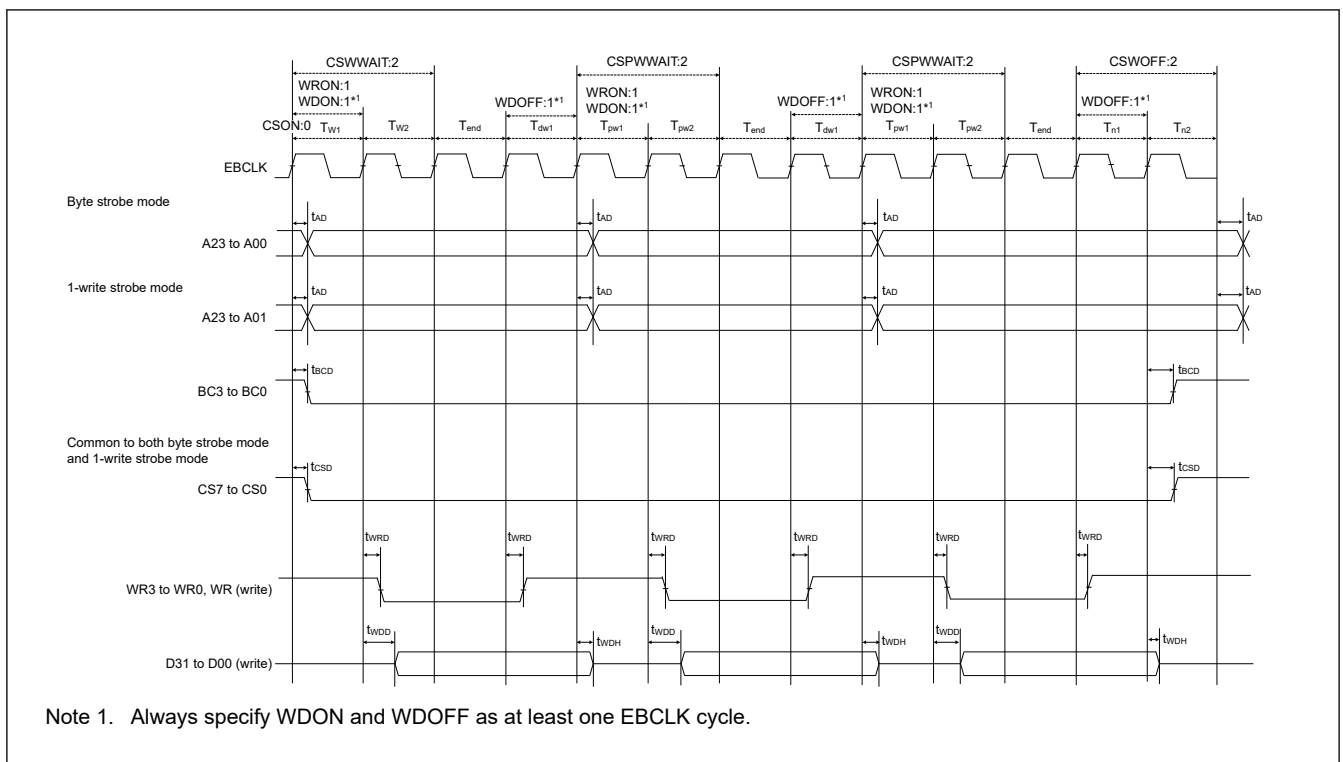 CSWWAIT:2 CSPWWAIT:2 CSPWWAIT:2 CSWOFF:2
WRON:1 WRON:1 WRON:1
WDON:1*1 WDOFF:1*1 WDON:1*1 WDOFF:1*1 WDON:1*1 WDOFF:1*1
CSON:0 TW1 TW2 Tend Tdw1 Tpw1 Tpw2 Tend Tdw1 Tpw1 Tpw2 Tend Tn1 Tn2
EBCLK
Byte strobe mode
tAD tAD tAD tAD
A23 to A00
1-write strobe mode
tAD tAD tAD tAD
A23 to A01
tBCD tBCD
BC3 to BC0
Common to both byte strobe mode
and 1-write strobe mode
tCSD tCSD
CS7 to CS0
tWRD tWRD tWRD tWRD tWRD tWRD
WR3 to WR0, WR (write)
tWDD tWDH tWDD tWDH tWDD tWDH
D31 to D00 (write)
Note 1. Always specify WDON and WDOFF as at least one EBCLK cycle.